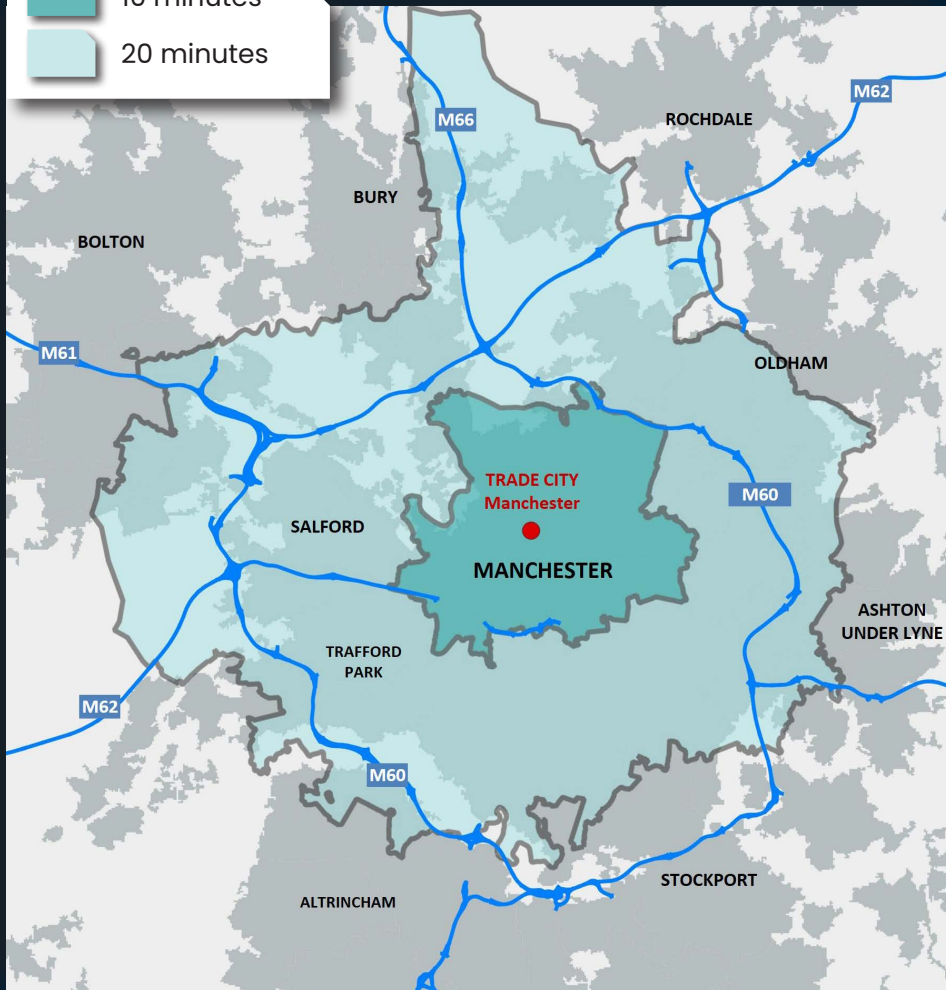 minutes
20 minutes
M66
M62
ROCHDALE
BURY
BOLTON
M61
OLDHAM
TRADE CITY
Manchester
M60
SALFORD
MANCHESTER
ASHTON
UNDER LYNE
TRAFFORD
PARK
M62
M60
STOCKPORT
ALTRINCHAM